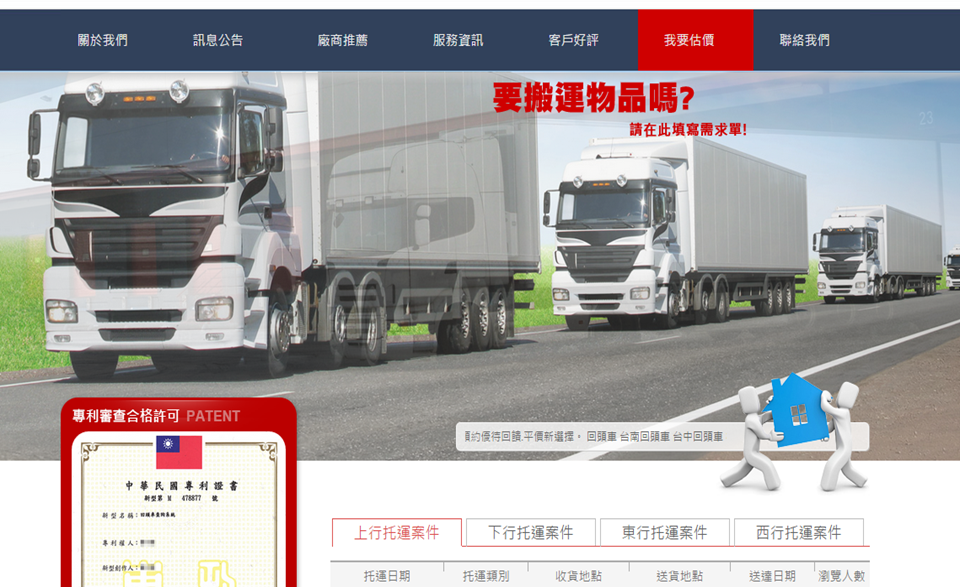 關於我們 訊息公告 廠商推薦 服務資訊 客戶好評 我要估價 聯絡我們
要搬運物品嗎?
請在此填寫需求單!
23
專利審查合格許可 PATENT
中華民國專利證書
新型第 M 478877 號
新型名稱：
專利權人：
新型創作人：
約優待回饋.平價新選擇。 回頭車 台南回頭車 台中回頭車
上行托運案件 下行托運案件 東行托運案件 西行托運案件
托運日期 托運類別 收貨地點 送貨地點 送達日期 瀏覽人數